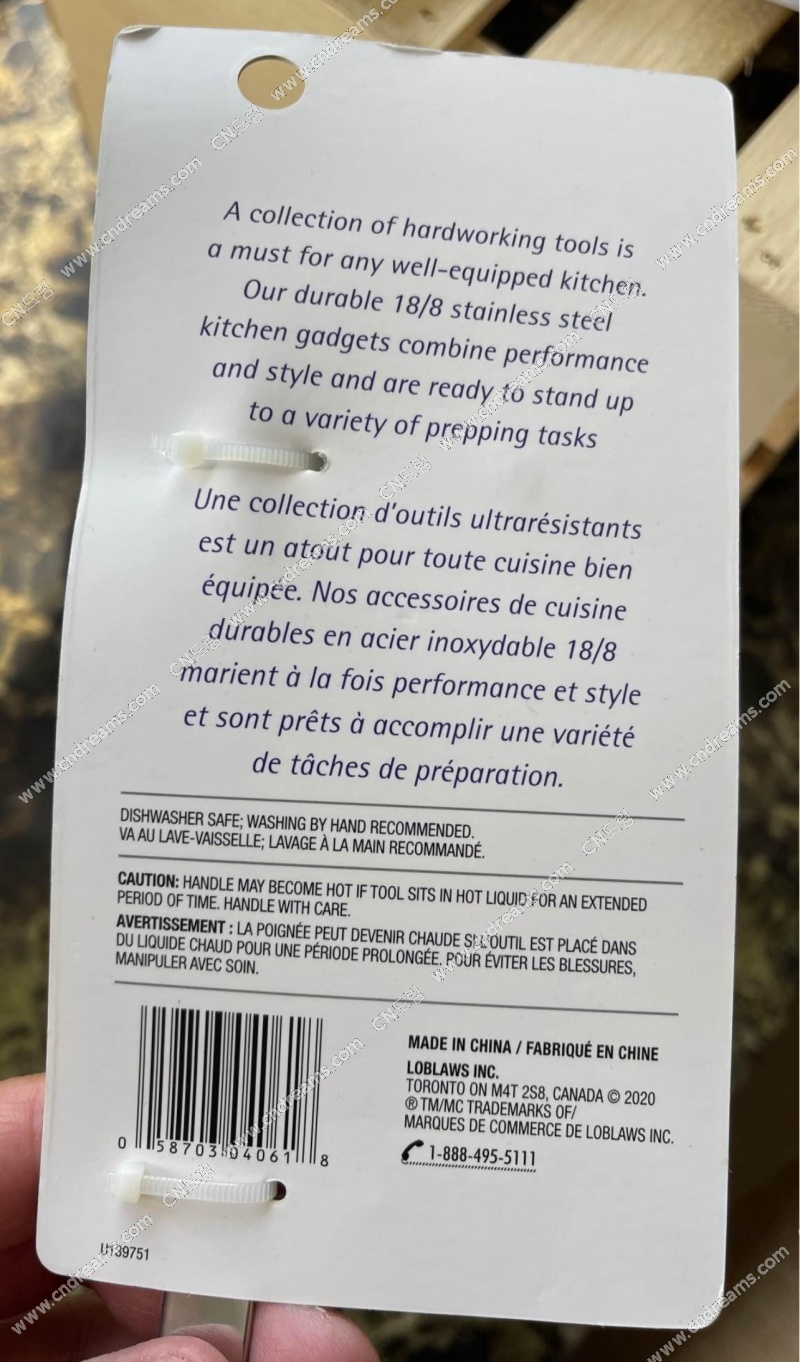 A collection of hardworking tools is
a must for any well-equipped kitchen.
Our durable 18/8 stainless steel
kitchen gadgets combine performance
and style and are ready to stand up
to a variety of prepping tasks
Une collection d'outils ultrarésistants
est un atout pour toute cuisine bien
équipée. Nos accessoires de cuisine
durables en acier inoxydable 18/8
marient à la fois performance et style
et sont prêts à accomplir une variété
de tâches de préparation.
DISHWASHER SAFE; WASHING BY HAND RECOMMENDED.
VA AU LAVE-VAISSELLE; LAVAGE À LA MAIN RECOMMANDÉ.
CAUTION: HANDLE MAY BECOME HOT IF TOOL SITS IN HOT LIQUID FOR AN EXTENDED
PERIOD OF TIME. HANDLE WITH CARE.
AVERTISSEMENT : LA POIGNÉE PEUT DEVENIR CHAUDE SI L'OUTIL EST PLACÉ DANS
DU LIQUIDE CHAUD POUR UNE PÉRIODE PROLONGÉE. POUR ÉVITER LES BLESSURES,
MANIPULER AVEC SOIN.
MADE IN CHINA / FABRIQUÉ EN CHINE
LOBLAWS INC.
TORONTO ON M4T 2S8, CANADA © 2020
® TM/MC TRADEMARKS OF/
MARQUES DE COMMERCE DE LOBLAWS INC.
1-888-495-5111
0 58703 04061 8
U139751
www.cndreams.com
CN드림